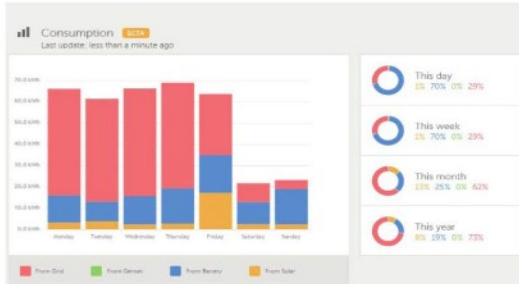 Consumption BETA
Last update: less than a minute ago
70.0 kWh
60.0 kWh
50.0 kWh
40.0 kWh
30.0 kWh
20.0 kWh
10.0 kWh
0.0 kWh
Monday Tuesday Wednesday Thursday Friday Saturday Sunday
From Grid From Genset From Battery From Solar
This day
1% 70% 0% 29%
This week
1% 70% 0% 29%
This month
13% 25% 0% 62%
This year
8% 19% 0% 73%